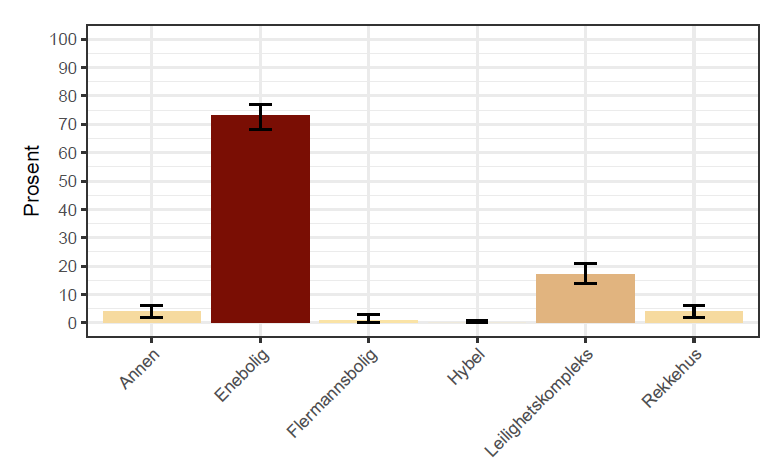 Prosent
100
90
80
70
60
50
40
30
20
10
0
Annen
Enebolig
Flermannsbolig
Hybel
Leilighetskompleks
Rekkehus